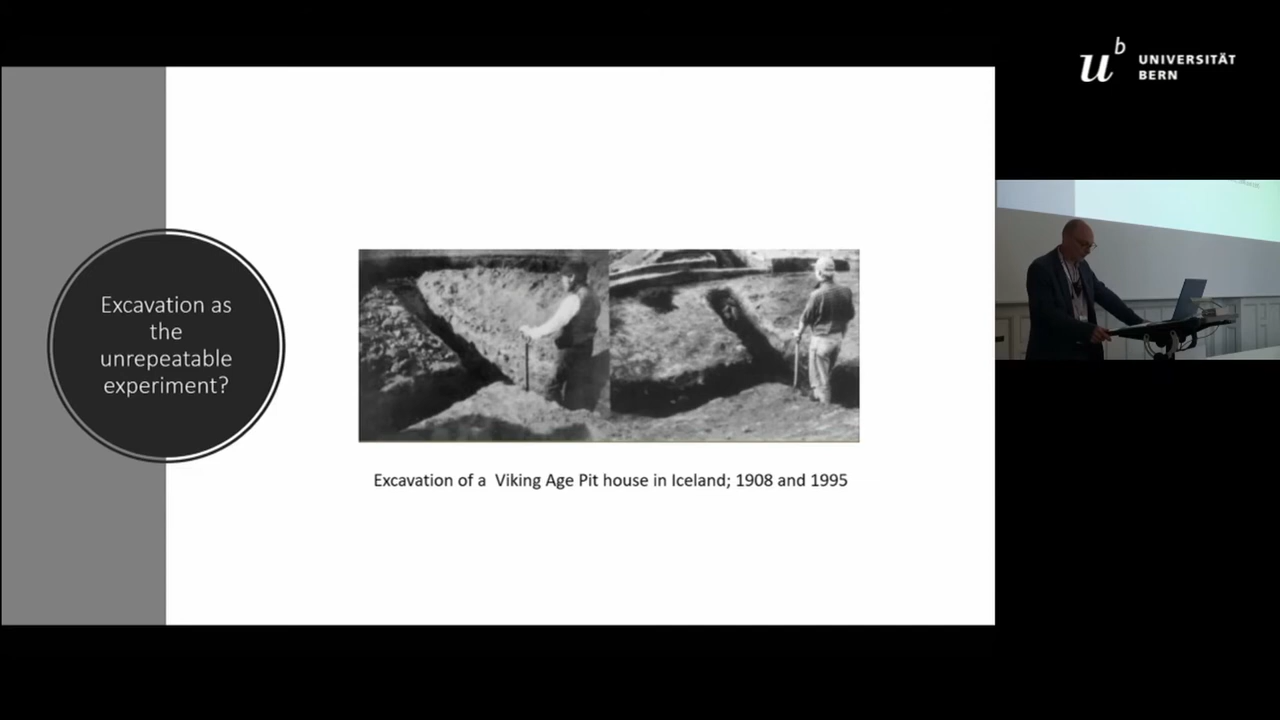 Excavation as
the
unrepeatable
experiment?
Excavation of a  Viking Age Pit house in Iceland; 1908 and 1995
u
b
UNIVERSITÄT
BERN